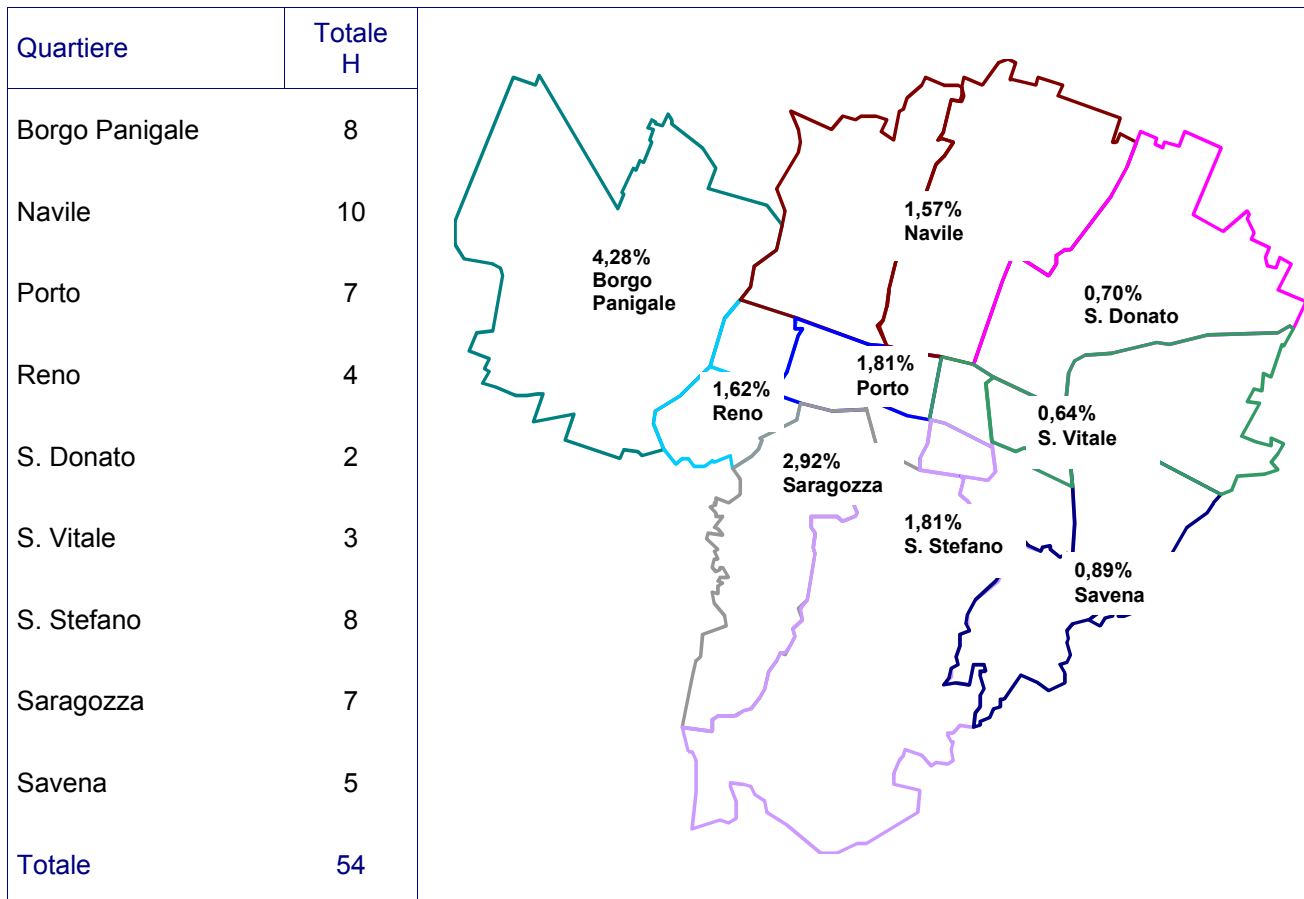 Quartiere Totale
H
Borgo Panigale 8
Navile 10
Porto 7
Reno 4
S. Donato 2
S. Vitale 3
S. Stefano 8
Saragozza 7
Savena 5
Totale 54
1,57%
Navile
4,28%
Borgo
Panigale
0,70%
S. Donato
1,81%
Porto
1,62%
Reno
0,64%
S. Vitale
2,92%
Saragozza
1,81%
S. Stefano
0,89%
Savena